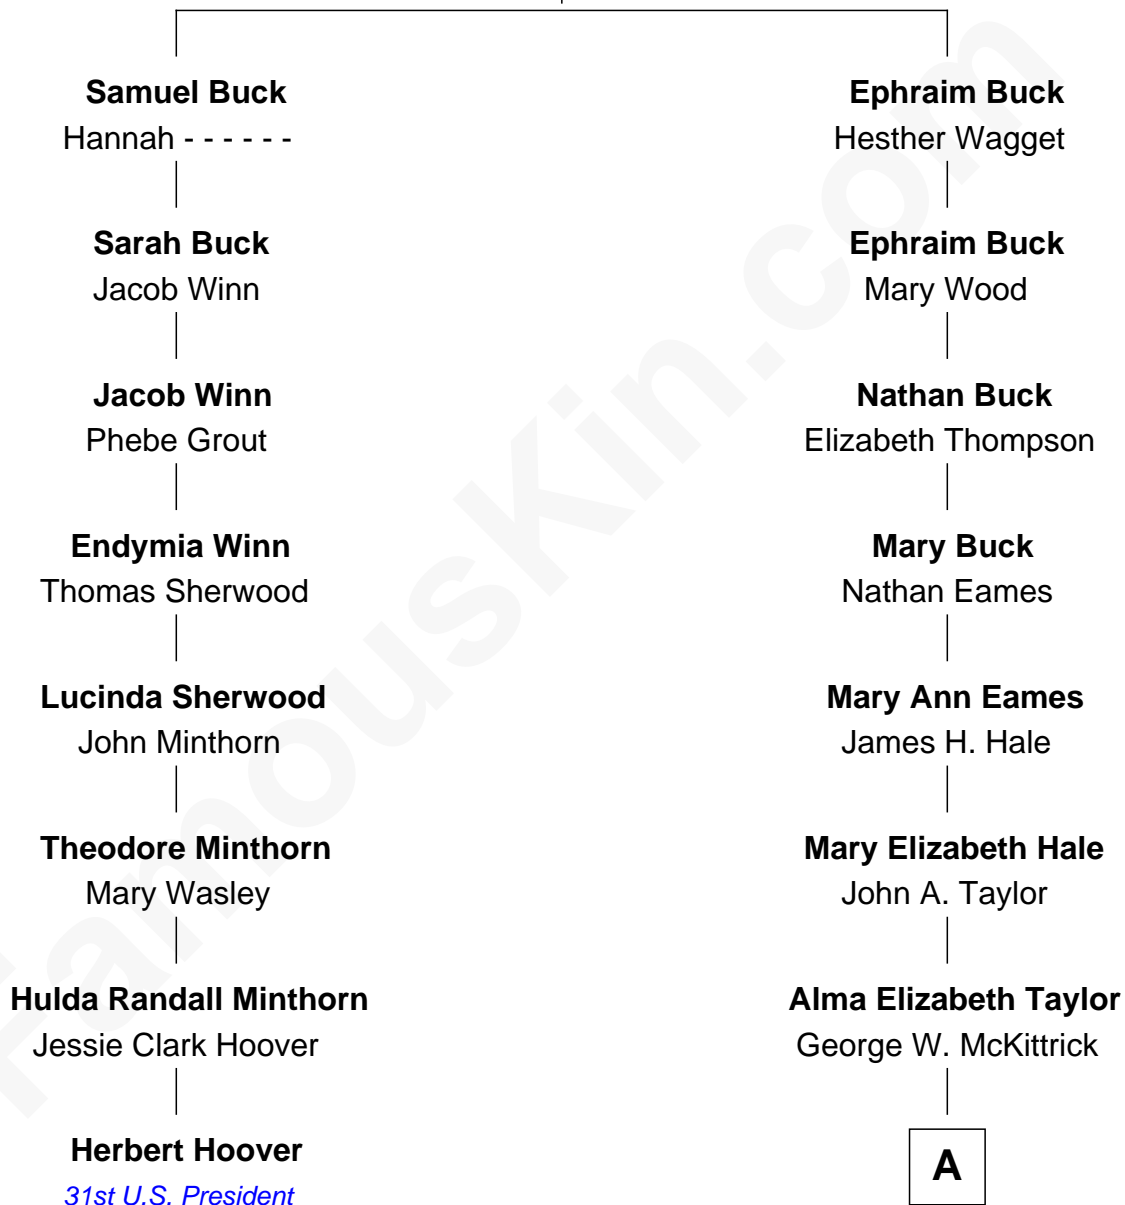 Samuel Buck
Hannah - - - - - -
Sarah Buck
Jacob Winn
Jacob Winn
Phebe Grout
Endymia Winn
Thomas Sherwood
Lucinda Sherwood
John Minthorn
Theodore Minthorn
Mary Wasley
Hulda Randall Minthorn
Jessie Clark Hoover
Herbert Hoover
31st U.S. President
Ephraim Buck
Hesther Wagget
Ephraim Buck
Mary Wood
Nathan Buck
Elizabeth Thompson
Mary Buck
Nathan Eames
Mary Ann Eames
James H. Hale
Mary Elizabeth Hale
John A. Taylor
Alma Elizabeth Taylor
George W. McKittrick
A
FamousKin.com